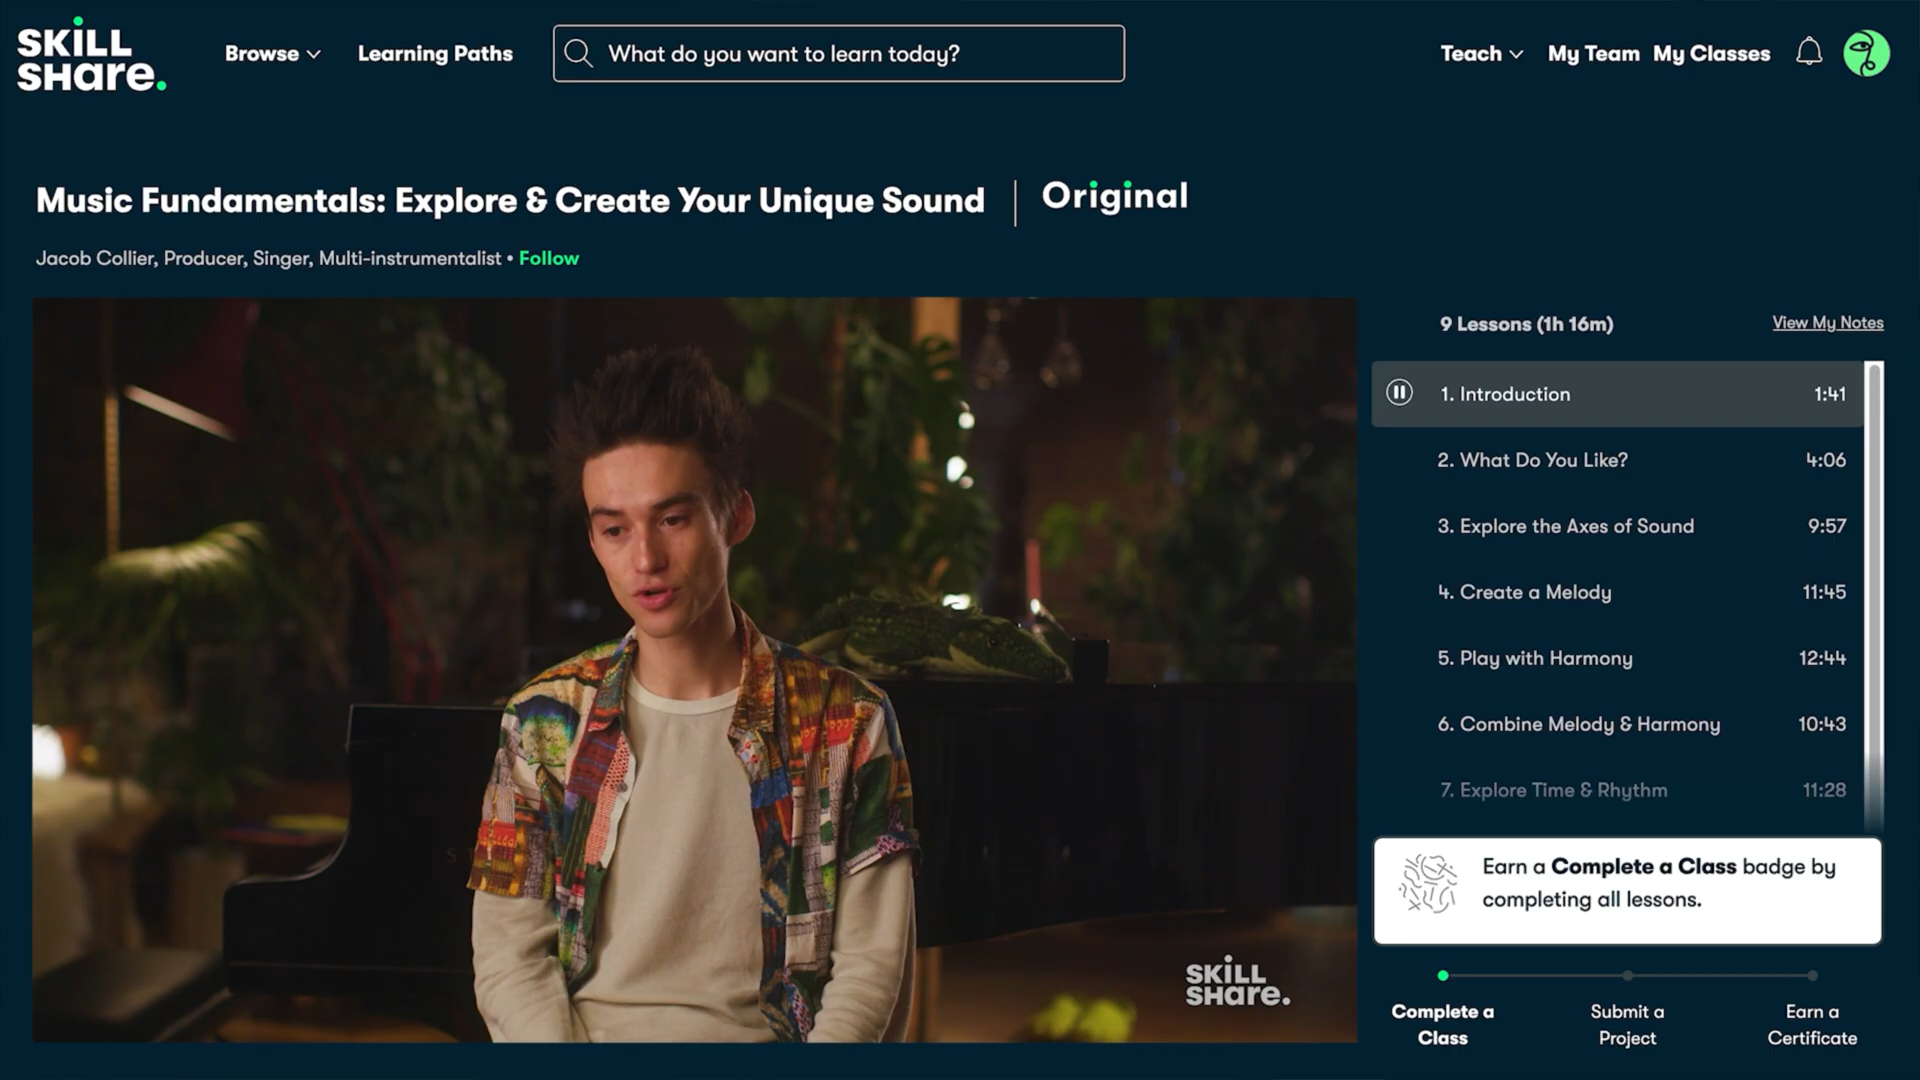 SKILL
SHare.
Browse
Learning Paths
What do you want to learn today?
Teach
My Team
My Classes
Music Fundamentals: Explore & Create Your Unique Sound
Original
Jacob Collier, Producer, Singer, Multi-instrumentalist • Follow
9 Lessons (1h 16m)
View My Notes
1. Introduction 1:41
2. What Do You Like? 4:06
3. Explore the Axes of Sound 9:57
4. Create a Melody 11:45
5. Play with Harmony 12:44
6. Combine Melody & Harmony 10:43
7. Explore Time & Rhythm 11:28
Earn a Complete a Class badge by
completing all lessons.
SKILL
SHare.
Complete a
Class
Submit a
Project
Earn a
Certificate